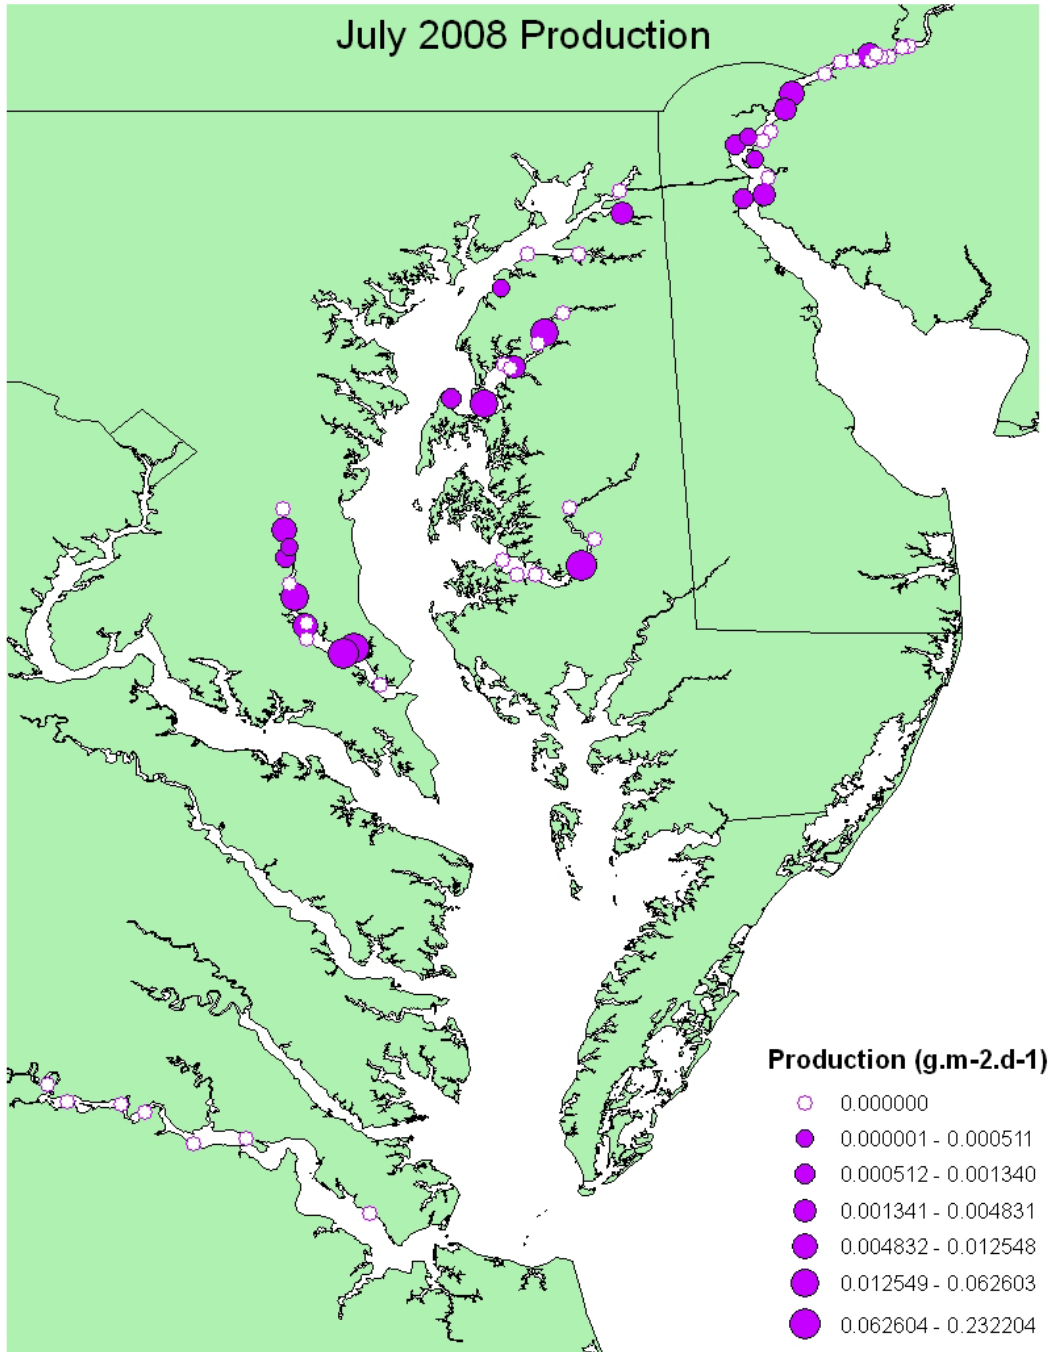 July 2008 Production
Production (g.m-2.d-1)
0.000000
0.000001 - 0.000511
0.000512 - 0.001340
0.001341 - 0.004831
0.004832 - 0.012548
0.012549 - 0.062603
0.062604 - 0.232204